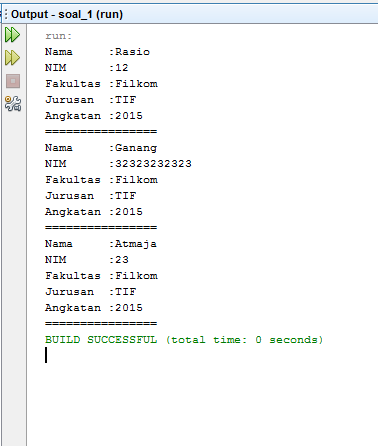 Output - soal_1 (run)
run:
Nama     :Rasio
NIM      :12
Fakultas :Filkom
Jurusan  :TIF
Angkatan :2015
================
Nama     :Ganang
NIM      :32323232323
Fakultas :Filkom
Jurusan  :TIF
Angkatan :2015
================
Nama     :Atmaja
NIM      :23
Fakultas :Filkom
Jurusan  :TIF
Angkatan :2015
================
BUILD SUCCESSFUL (total time: 0 seconds)